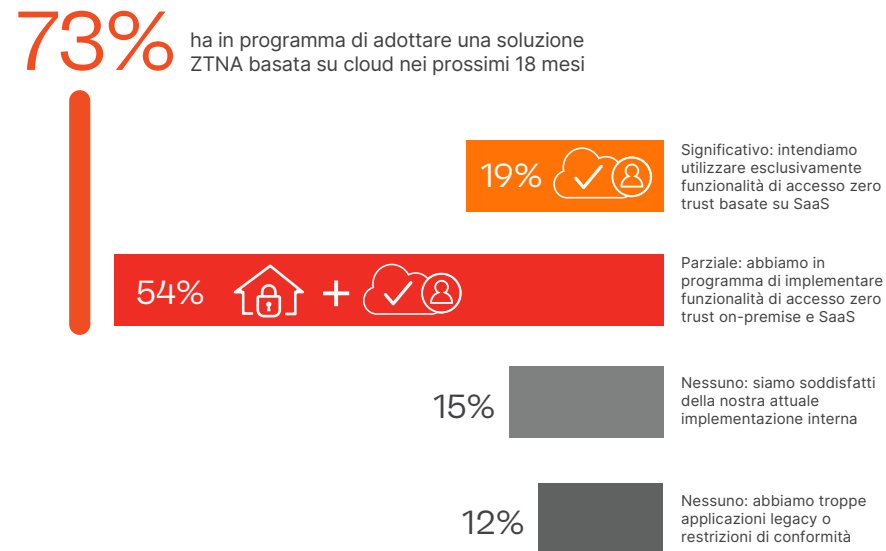 73%
ha in programma di adottare una soluzione
ZTNA basata su cloud nei prossimi 18 mesi
19%
Significativo: intendiamo
utilizzare esclusivamente
funzionalità di accesso zero
trust basate su SaaS
54%
+
Parziale: abbiamo in
programma di implementare
funzionalità di accesso zero
trust on-premise e SaaS
15%
Nessuno: siamo soddisfatti
della nostra attuale
implementazione interna
12%
Nessuno: abbiamo troppe
applicazioni legacy o
restrizioni di conformità